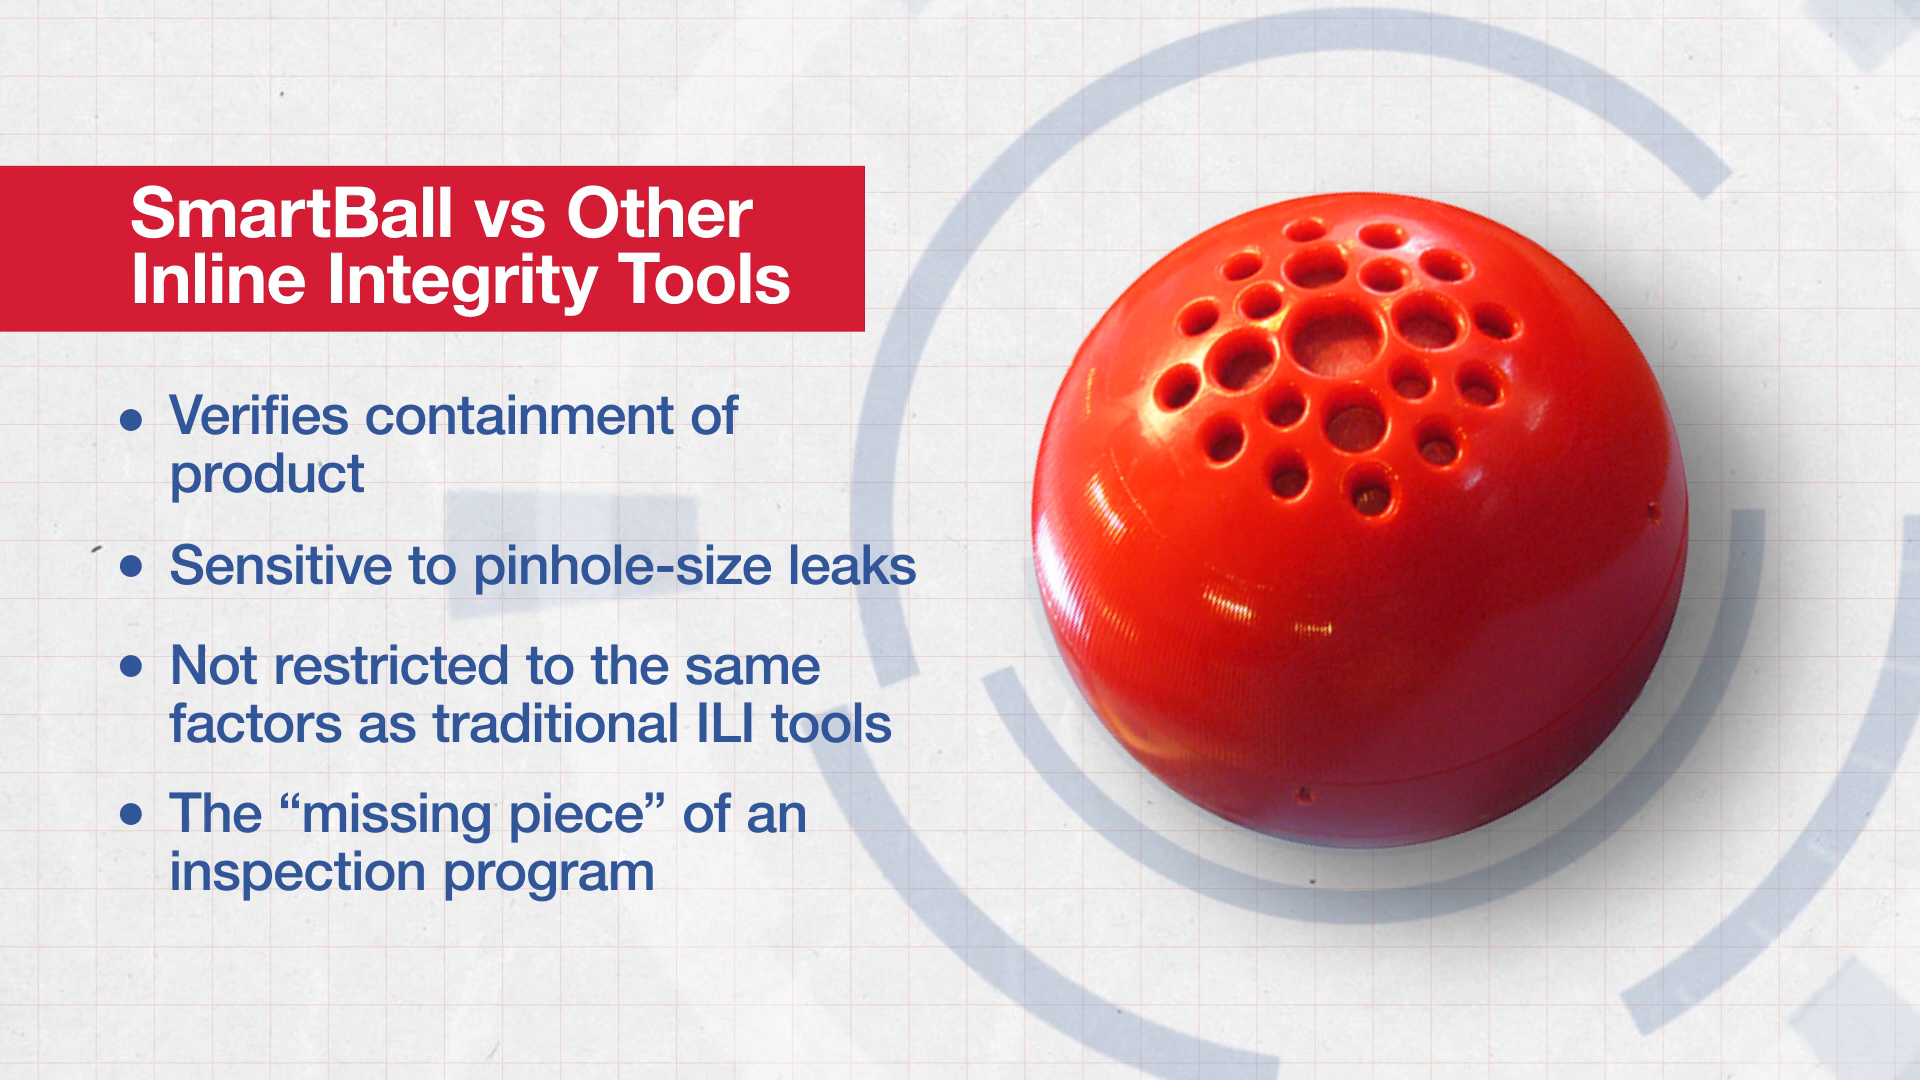 SmartBall vs Other
Inline Integrity Tools
• Verifies containment of
product
• Sensitive to pinhole-size leaks
• Not restricted to the same
factors as traditional ILI tools
• The “missing piece” of an
inspection program